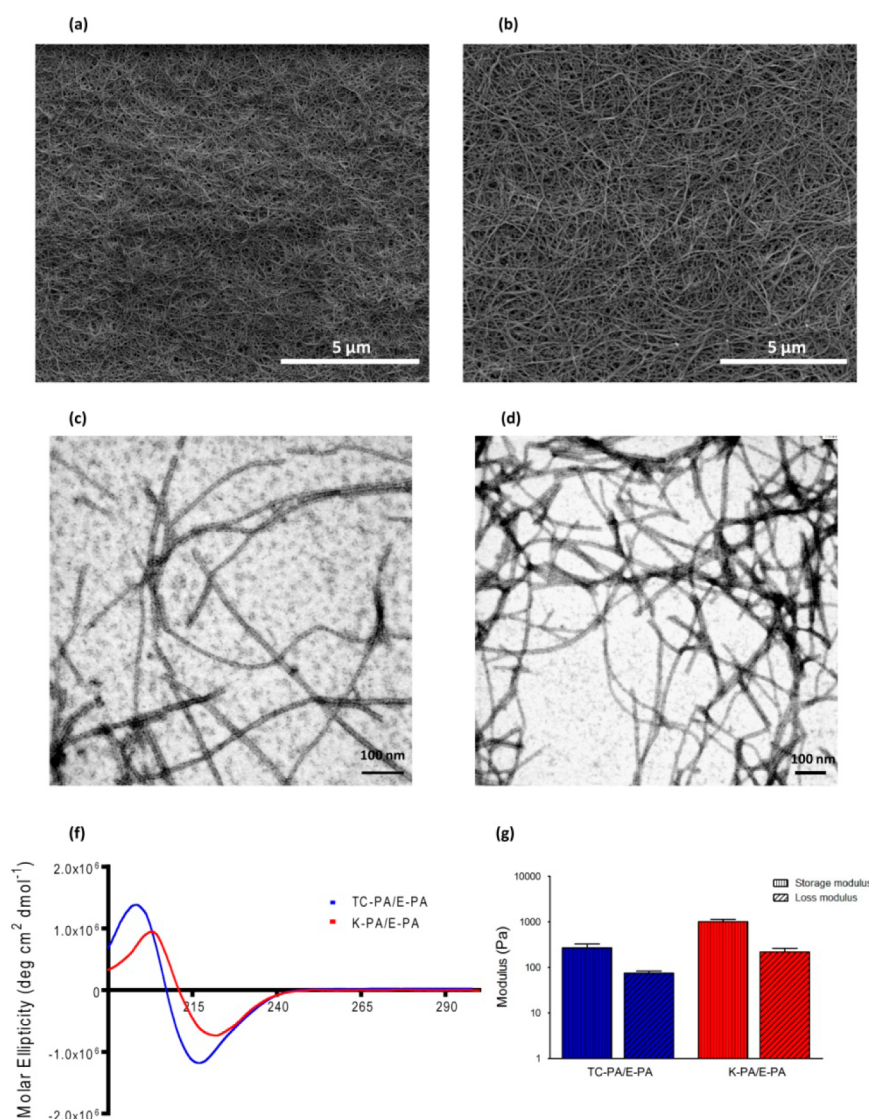 (a)
(b)
5 µm
5 µm
(c)
(d)
100 nm
100 nm
(f)
(g)
Molar Ellipticity (deg cm² dmol⁻¹)
2.0x10⁶
1.0x10⁶
0
-1.0x10⁶
-2.0x10⁶
215
240
265
290
TC-PA/E-PA
K-PA/E-PA
Modulus (Pa)
10000
1000
100
10
1
Storage modulus
Loss modulus
TC-PA/E-PA
K-PA/E-PA